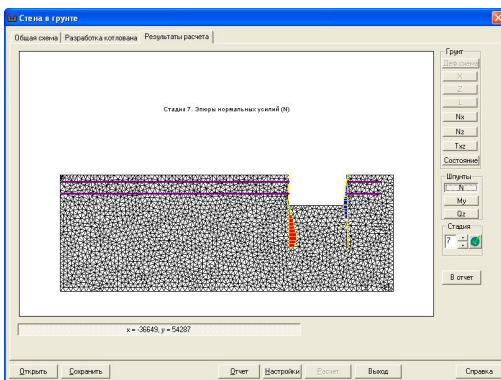 Стена в грунте
Общая схема
Разработка котлована
Результаты расчета
Стадия 7. Эпюры нормальных усилий (N)
Грунт
Деф.схема
X
Z
L
Nx
Nz
Txz
Состояние
Шпунты
N
My
Qz
Стадия
7
В отчет
x = -36649, y = 54287
Открыть
Сохранить
Отчет
Настройки
Расчет
Выход
Справка